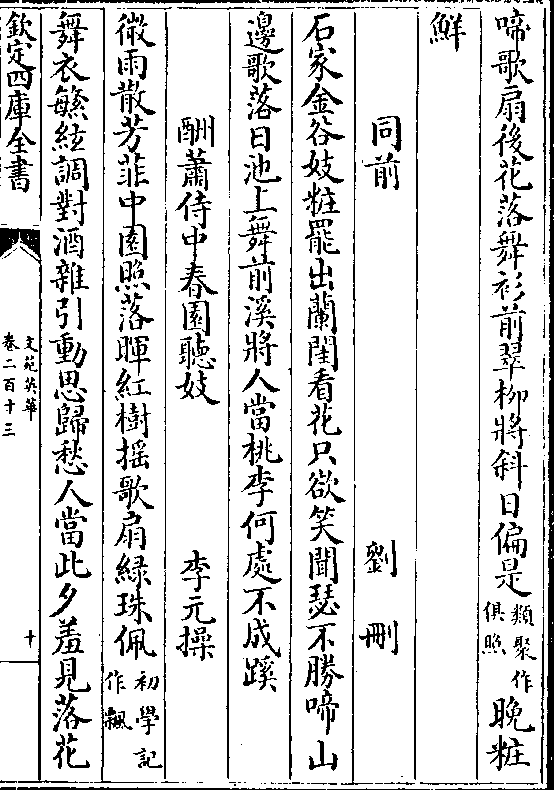 啼歌扇後花落舞衫前翠柳將斜日偏是類聚作俱照晚粧
鮮
同前 劉刪
石家金谷妓粧罷出蘭閨看花只欲笑聞瑟不勝啼山
邊歌落日池上舞前溪將人當桃李何處不成蹊
酬蕭侍中春園聽妓 李元操
微雨散芳菲中園照落暉紅樹揺歌扇綠珠佩初學記作飄
舞衣繁絃調對酒雜引動思歸愁人當此夕羞見落花
欽定四庫全書
文苑英華
卷二百十三
十